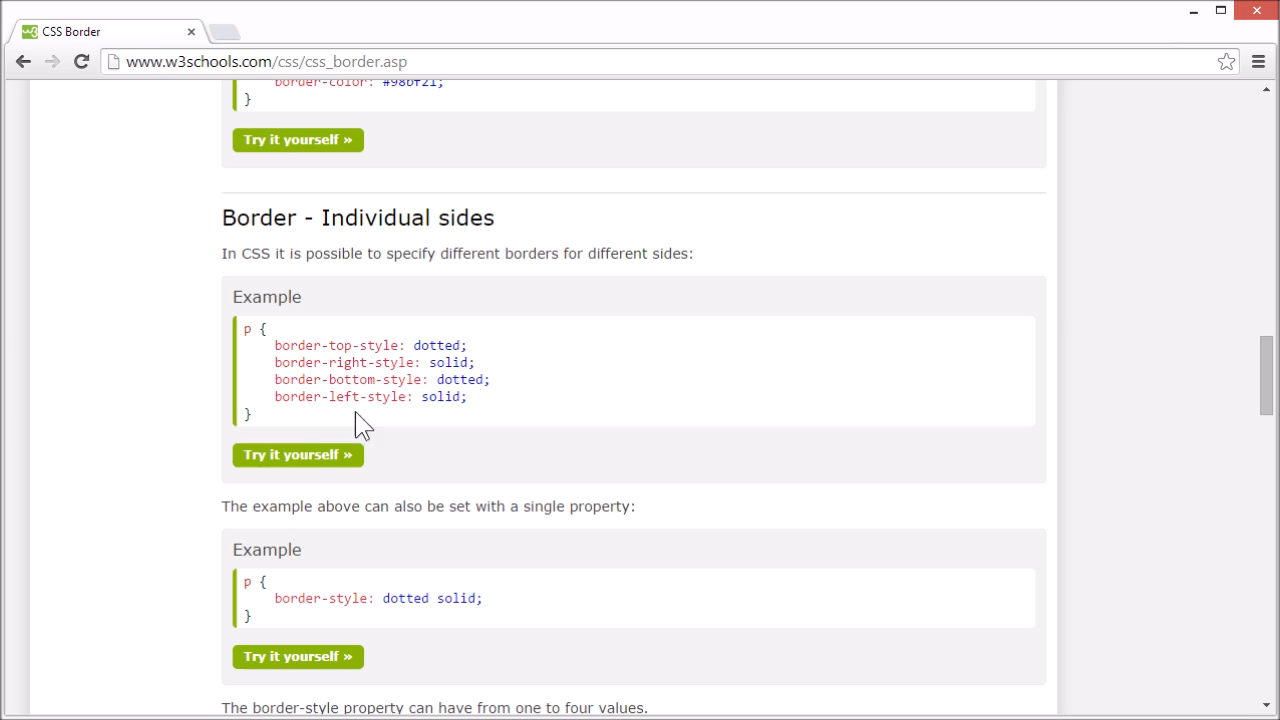 CSS Border
www.w3schools.com/css/css_border.asp
border-color: #98bf21;
}
Try it yourself »
Border - Individual sides
In CSS it is possible to specify different borders for different sides:
Example
p {
border-top-style: dotted;
border-right-style: solid;
border-bottom-style: dotted;
border-left-style: solid;
}
Try it yourself »
The example above can also be set with a single property:
Example
p {
border-style: dotted solid;
}
Try it yourself »
The border-style property can have from one to four values.